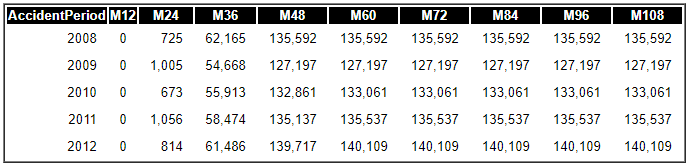 AccidentPeriod M12 M24 M36 M48 M60 M72 M84 M96 M108
2008 0 725 62,165 135,592 135,592 135,592 135,592 135,592 135,592
2009 0 1,005 54,668 127,197 127,197 127,197 127,197 127,197 127,197
2010 0 673 55,913 132,861 133,061 133,061 133,061 133,061 133,061
2011 0 1,056 58,474 135,137 135,537 135,537 135,537 135,537 135,537
2012 0 814 61,486 139,717 140,109 140,109 140,109 140,109 140,109